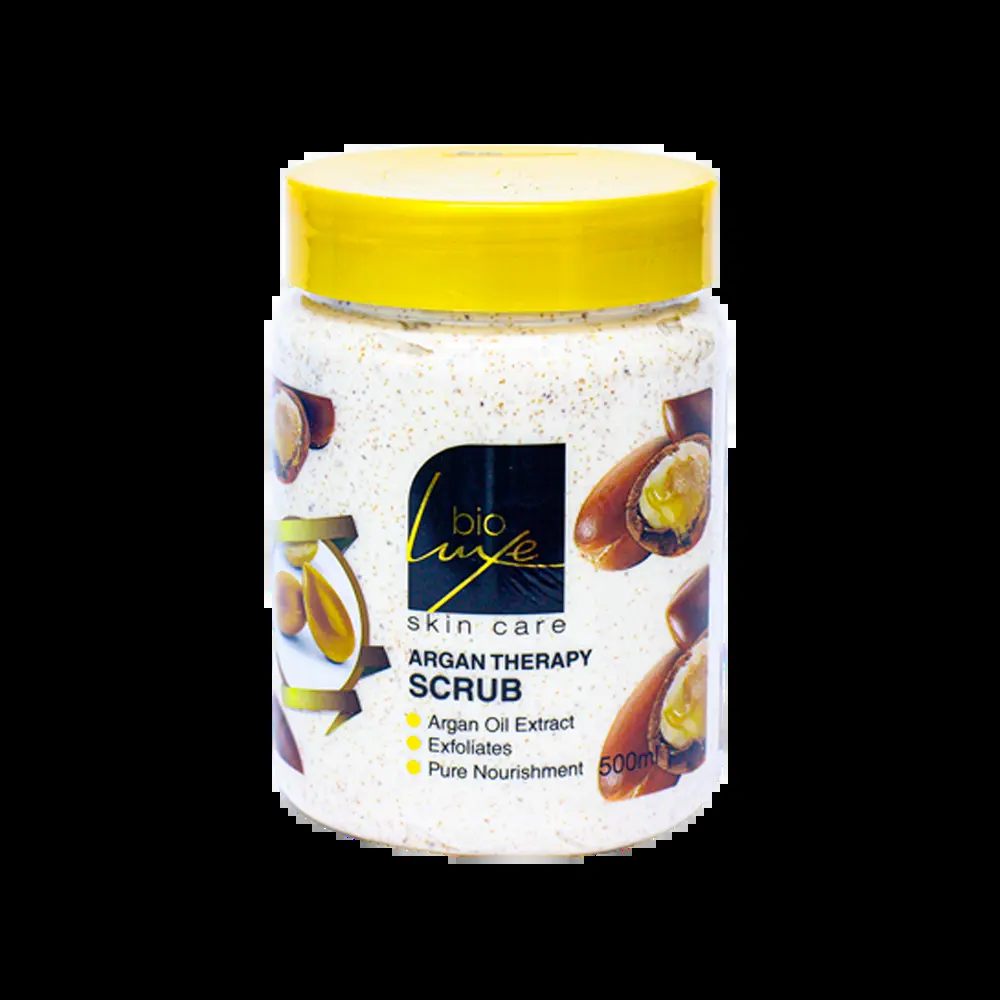 bio
Luxe
skin care
ARGAN THERAPY
SCRUB
Argan Oil Extract
Exfoliates
Pure Nourishment
500ml